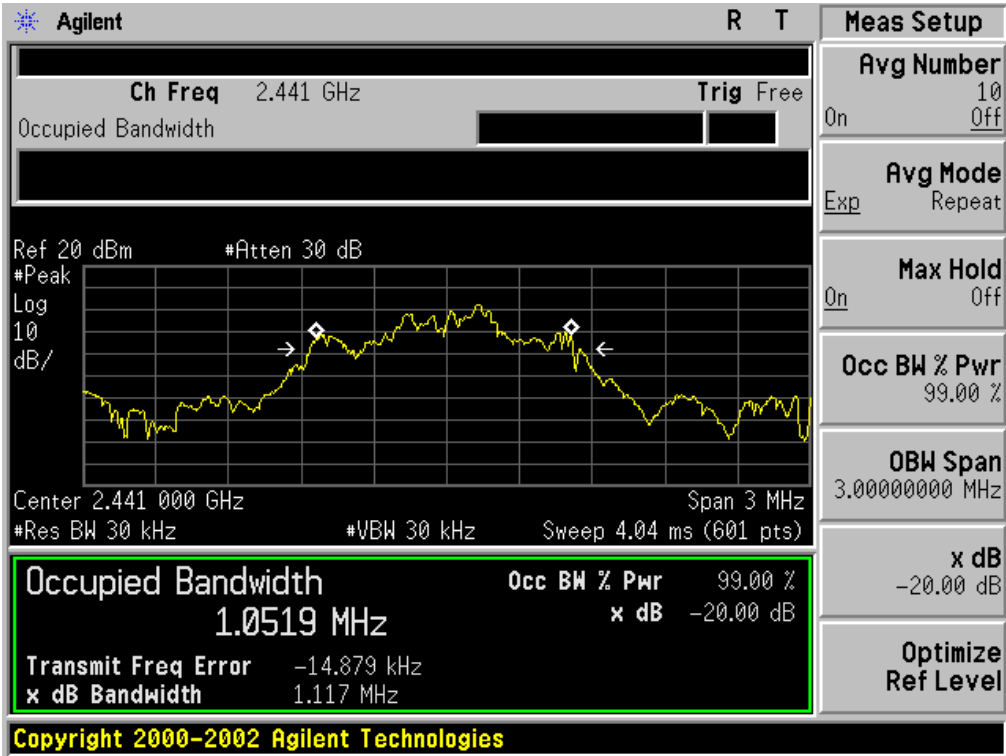 Agilent R T
Ch Freq 2.441 GHz Trig Free
Occupied Bandwidth
Ref 20 dBm #Atten 30 dB
#Peak
Log
10
dB/
Center 2.441 000 GHz Span 3 MHz
#Res BW 30 kHz #VBW 30 kHz Sweep 4.04 ms (601 pts)
Occupied Bandwidth
1.0519 MHz
Occ BW % Pwr 99.00 %
x dB -20.00 dB
Transmit Freq Error -14.879 kHz
x dB Bandwidth 1.117 MHz
Copyright 2000-2002 Agilent Technologies
Meas Setup
Avg Number
10
On Off
Avg Mode
Exp Repeat
Max Hold
On Off
Occ BW % Pwr
99.00 %
OBW Span
3.00000000 MHz
x dB
-20.00 dB
Optimize
Ref Level